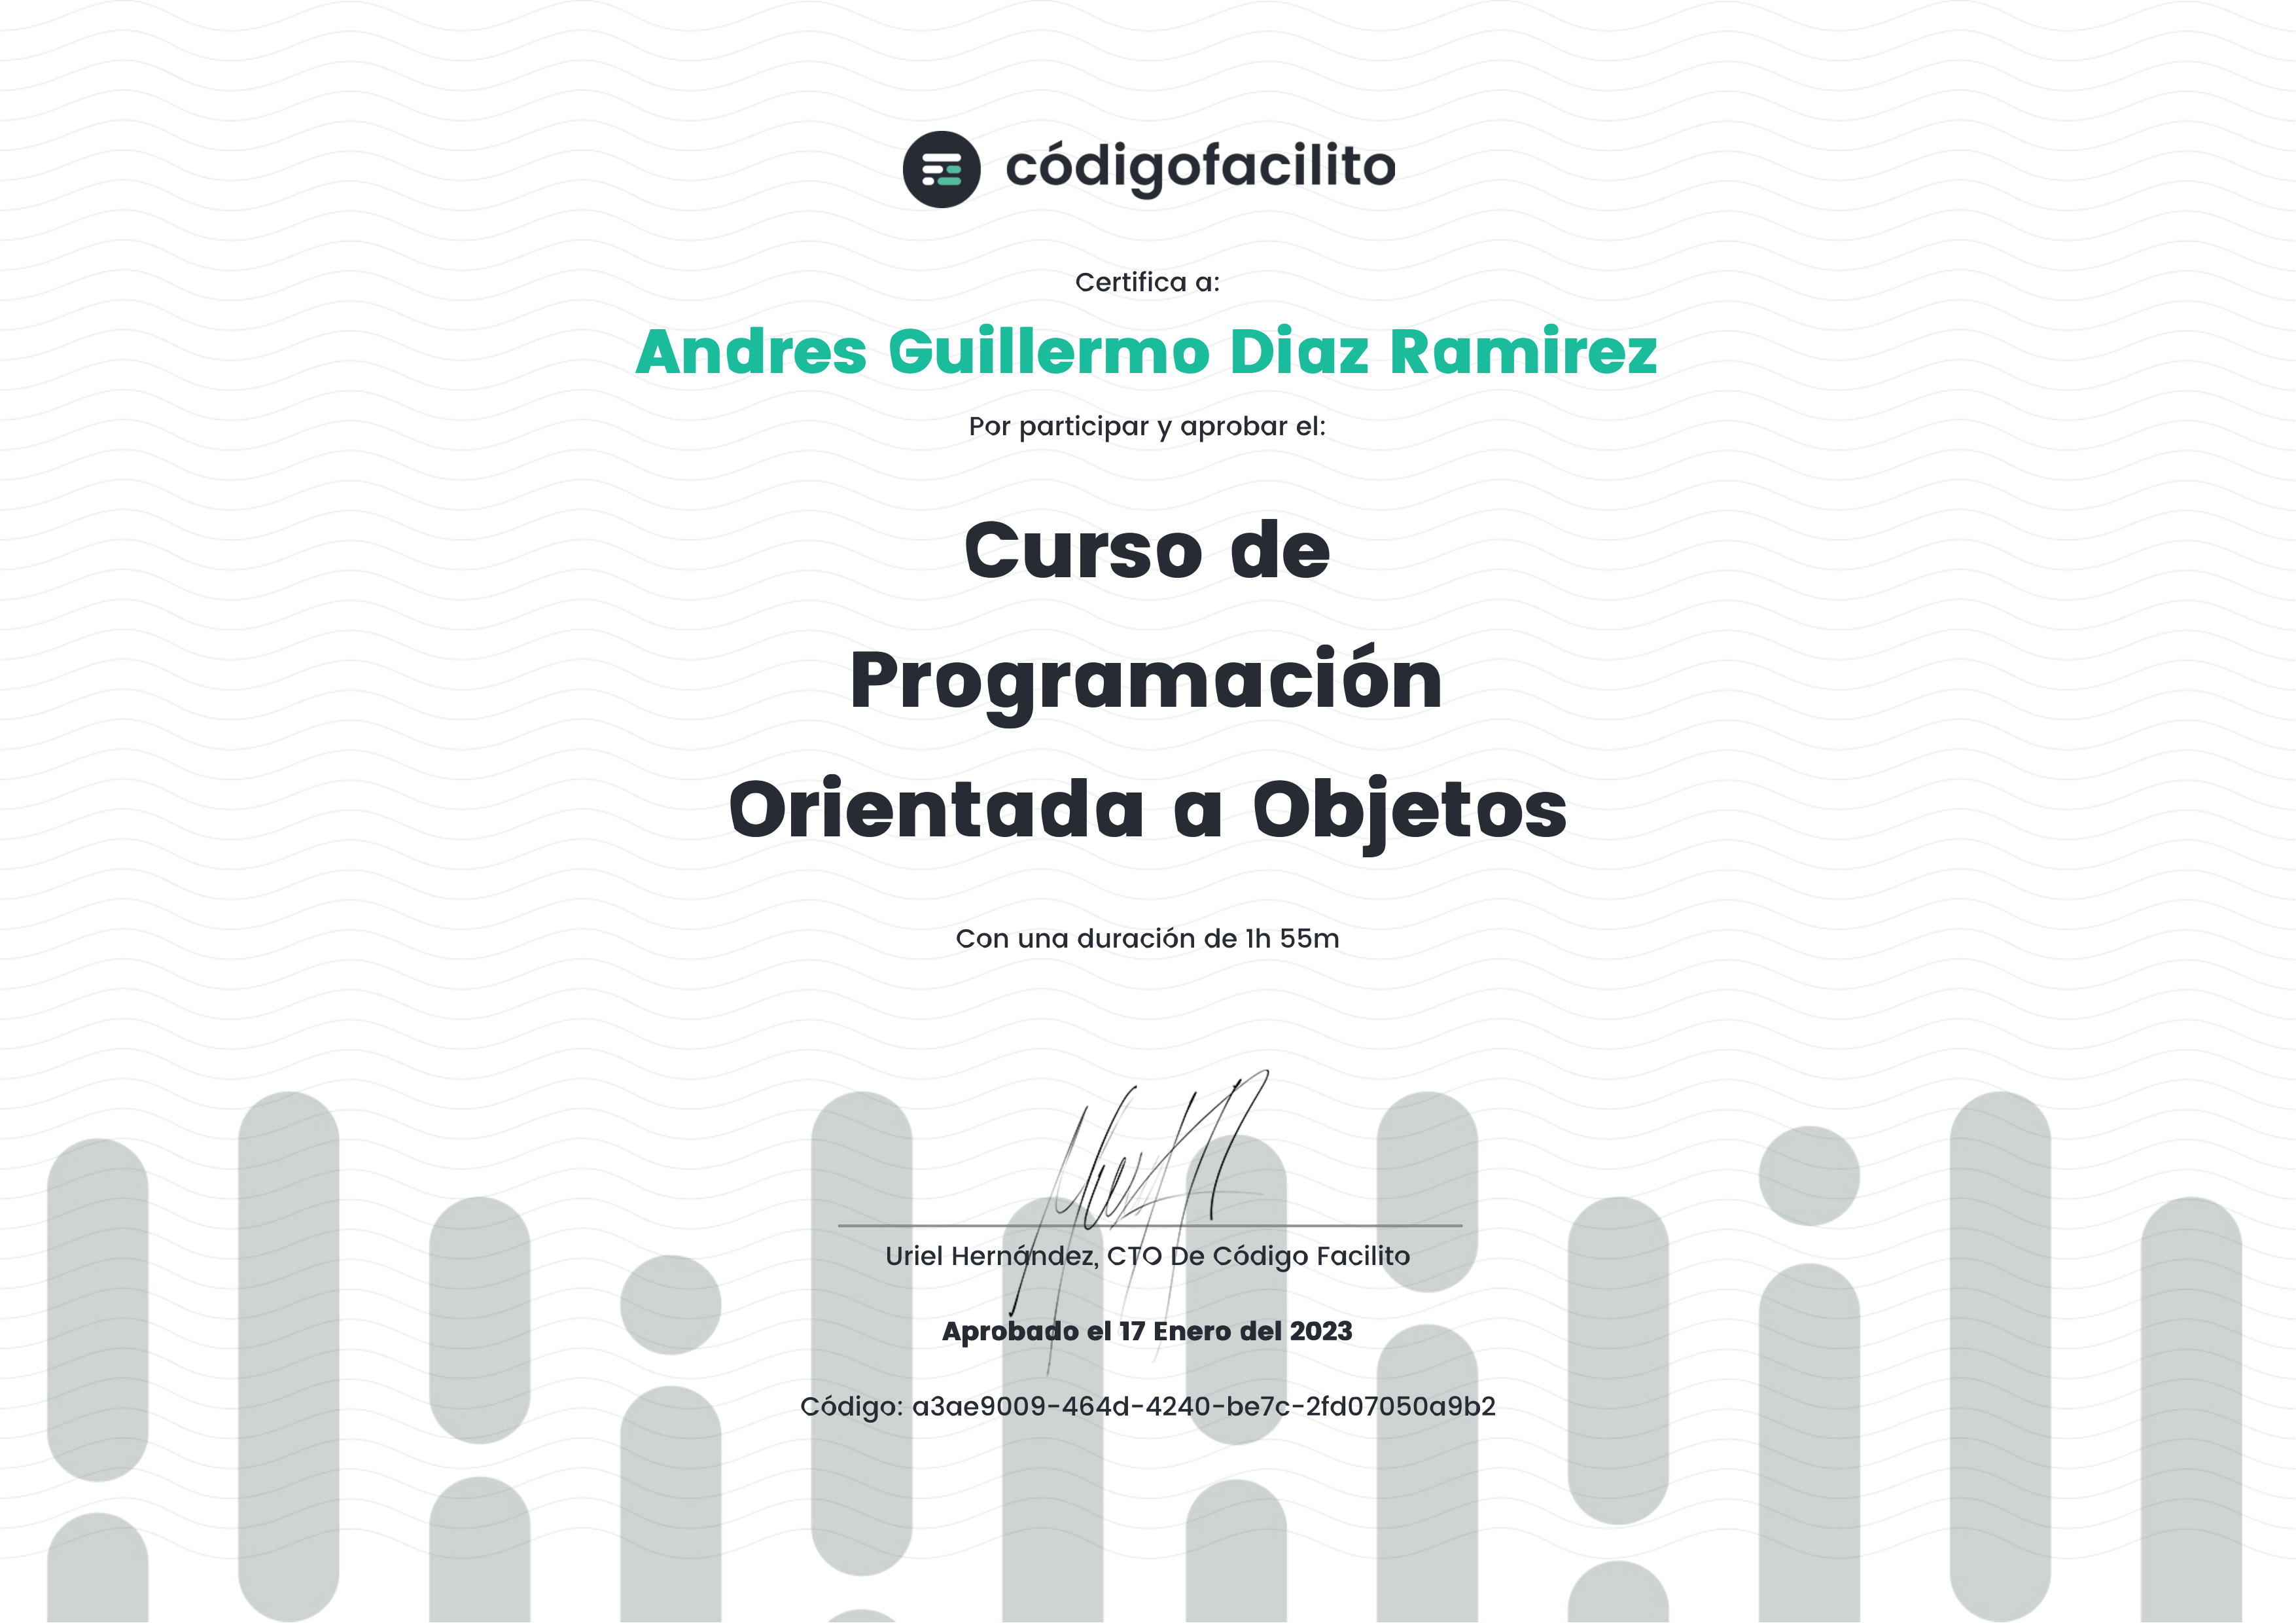 códigofacilito
Certifica a:
Andres Guillermo Diaz Ramirez
Por participar y aprobar el:
Curso de
Programación
Orientada a Objetos
Con una duración de 1h 55m
Uriel Hernández, CTO De Código Facilito
Aprobado el 17 Enero del 2023
Código: a3ae9009-464d-4240-be7c-2fd07050a9b2